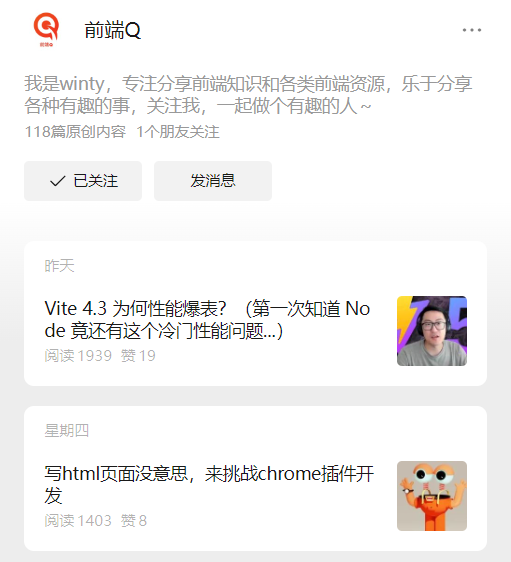 前端Q
前端Q
我是winty，专注分享前端知识和各类前端资源，乐于分享
各种有趣的事，关注我，一起做个有趣的人～
118篇原创内容 1个朋友关注
已关注 发消息
昨天
Vite 4.3 为何性能爆表？（第一次知道 No
de 竟还有这个冷门性能问题...）
阅读 1939 赞 19
星期四
写html页面没意思，来挑战chrome插件开
发
阅读 1403 赞 8